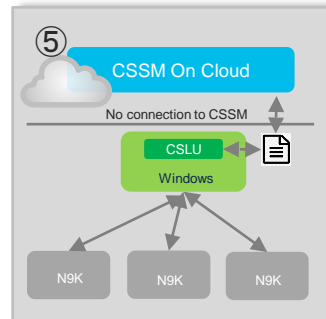 ⑤
CSSM On Cloud
No connection to CSSM
CSLU
Windows
N9K N9K N9K